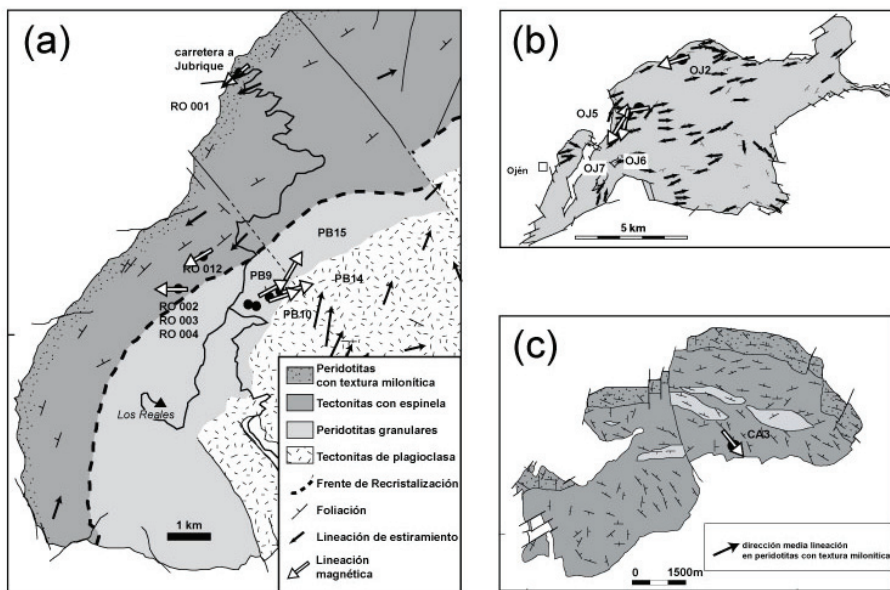 (a)
carretera a
Jubrique
RO 001
PB15
RO 012
PB9
PB14
RO 002
RO 003
RO 004
PB10
Los Reales
1 km
Peridotitas
con textura milonítica
Tectonitas con espinela
Peridotitas granulares
Tectonitas de plagioclasa
Frente de Recristalización
Foliación
Lineación de estiramiento
Lineación
magnética
(b)
OJ2
OJ5
OJ6
OJ7
Ojén
5 km
(c)
CA3
dirección media lineación
en peridotitas con textura milonítica
0 1500m